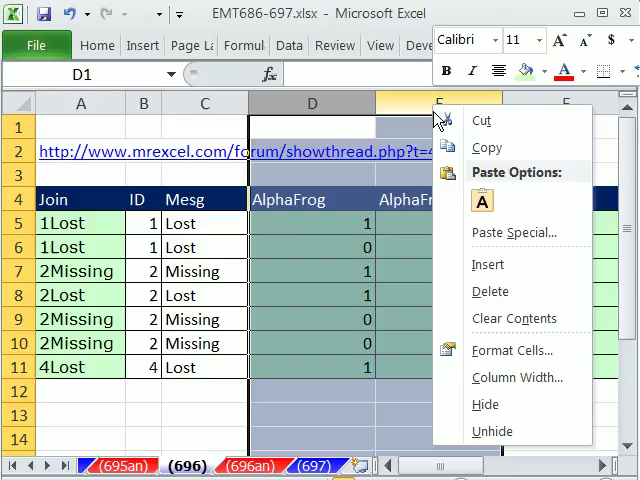 EMT686-697.xlsx - Microsoft Excel
File Home Insert Page La Formul Data Review View
Calibri 11 A A $
B I A
D1 fx
A B C D
1
2 http://www.mrexcel.com/forum/showthread.php?t=4
3
4 Join ID Mesg AlphaFrog AlphaFr
5 1Lost 1 Lost 1
6 1Lost 1 Lost 0
7 2Missing 2 Missing 1
8 2Lost 2 Lost 1
9 2Missing 2 Missing 0
10 2Missing 2 Missing 0
11 4Lost 4 Lost 1
12
13
14
Cut
Copy
Paste Options:
A
Paste Special...
Insert
Delete
Clear Contents
Format Cells...
Column Width...
Hide
Unhide
(695an) (696) (696an) (697)